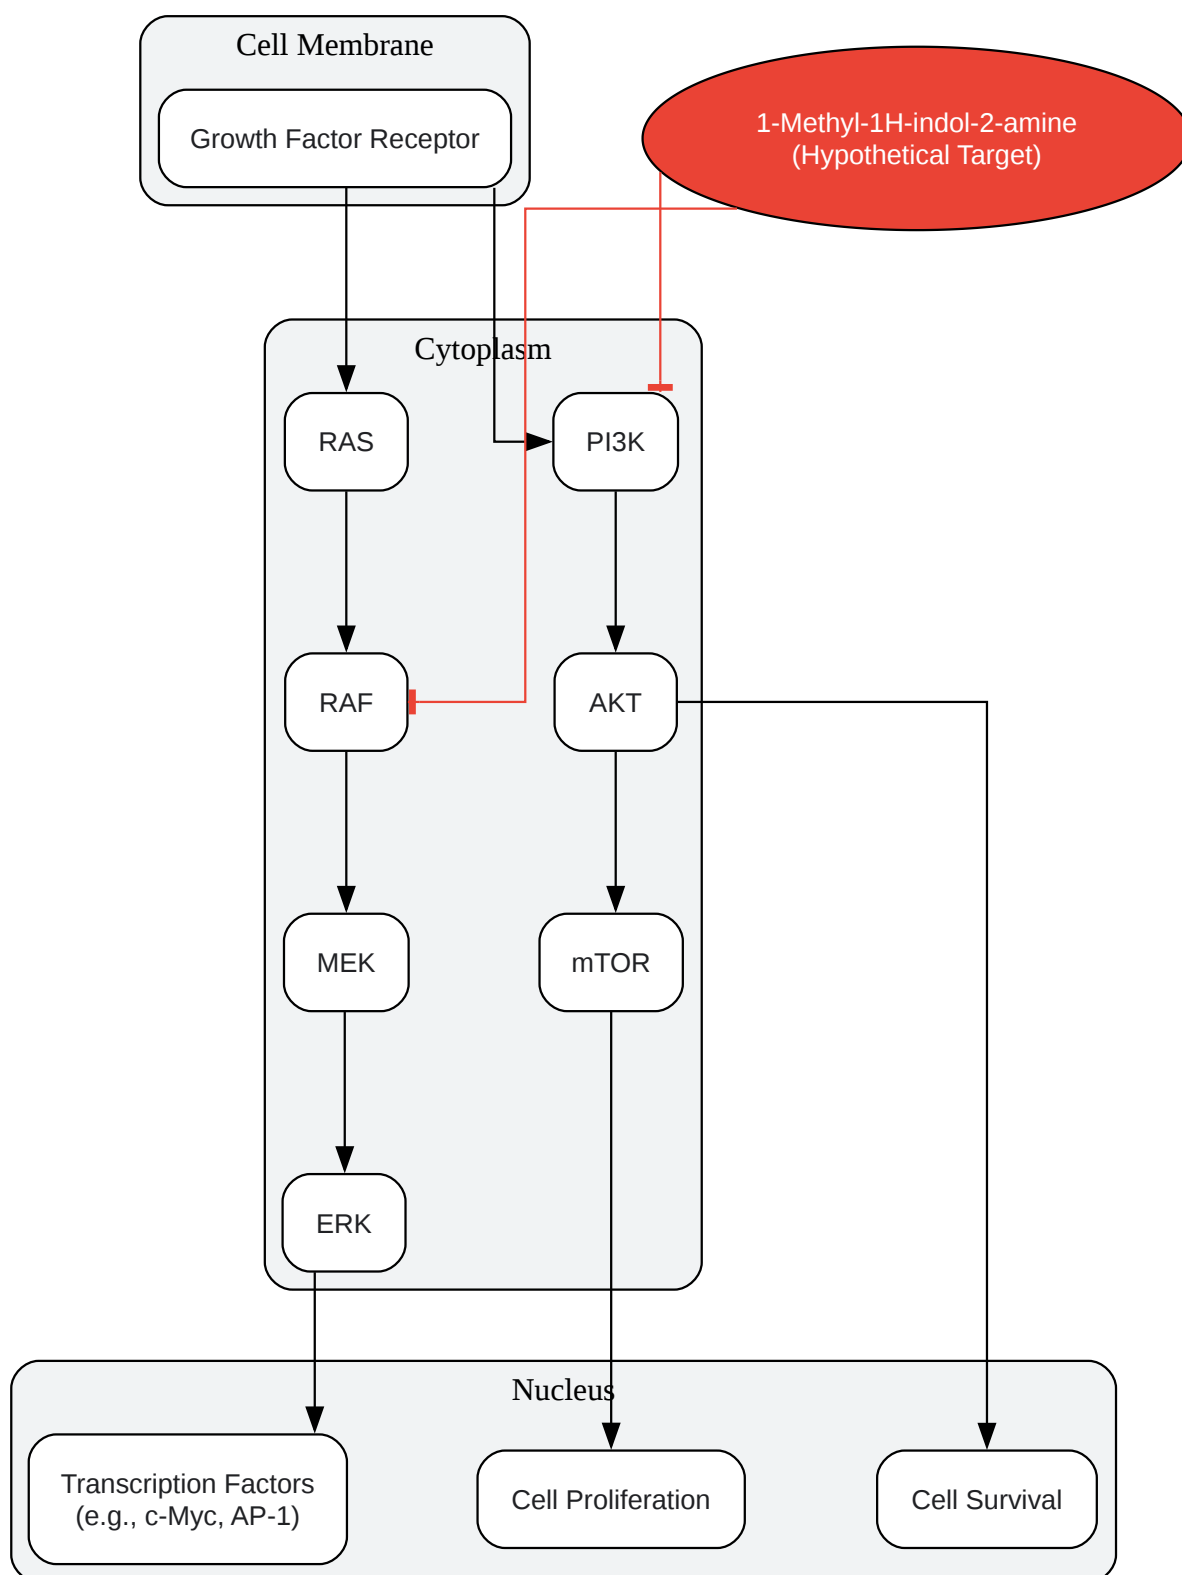 Cell Membrane
Growth Factor Receptor
1-Methyl-1H-indol-2-amine
(Hypothetical Target)
Cytoplasm
RAS
PI3K
RAF
AKT
MEK
mTOR
ERK
Nucleus
Transcription Factors
(e.g., c-Myc, AP-1)
Cell Proliferation
Cell Survival